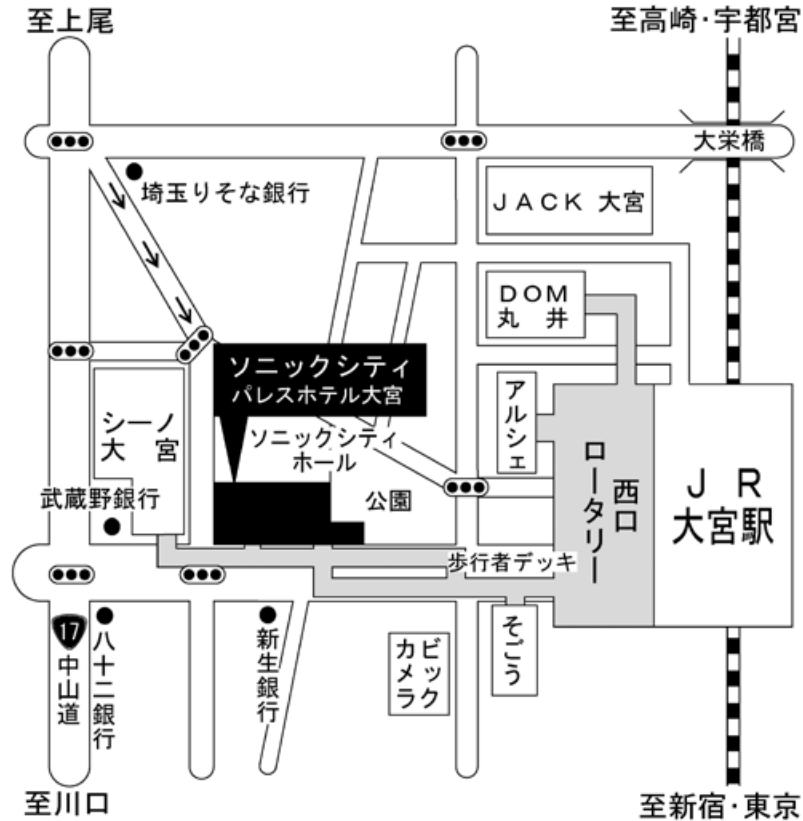 至上尾
至高崎・宇都宮
大栄橋
埼玉りそな銀行
JACK 大宮
DOM
丸井
ソニックシティ
パレスホテル大宮
アルシェ
シーノ
大宮
ソニックシティ
ホール
西口
ロータリー
JR
大宮駅
武蔵野銀行
公園
歩行者デッキ
17
中山道
八十二銀行
新生銀行
ビック
カメラ
そごう
至川口
至新宿・東京